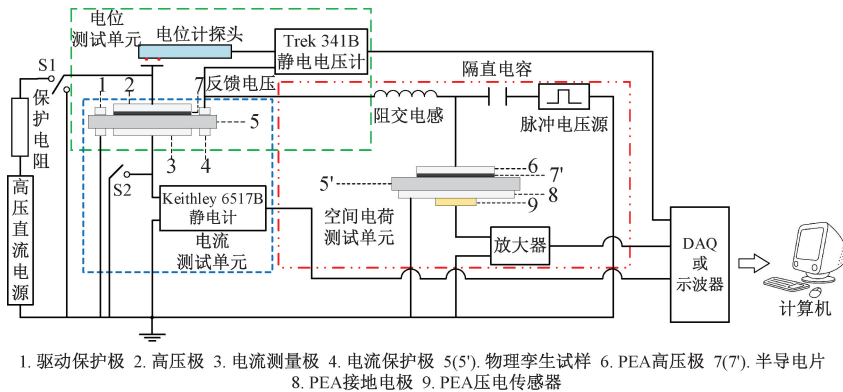 电位
测试单元
电位计探头
Trek 341B
静电电压计
S1
保护电阻
1
2
7
反馈电压
隔直电容
阻交电感
脉冲电压源
5
3
4
S2
Keithley 6517B
静电计
电流
测试单元
高压直流电源
5'
6
7'
8
9
空间电荷
测试单元
放大器
DAQ
或
示波器
计算机
1. 驱动保护极 2. 高压极 3. 电流测量极 4. 电流保护极 5(5'). 物理孪生试样 6. PEA高压极 7(7'). 半导电片
8. PEA接地电极 9. PEA压电传感器